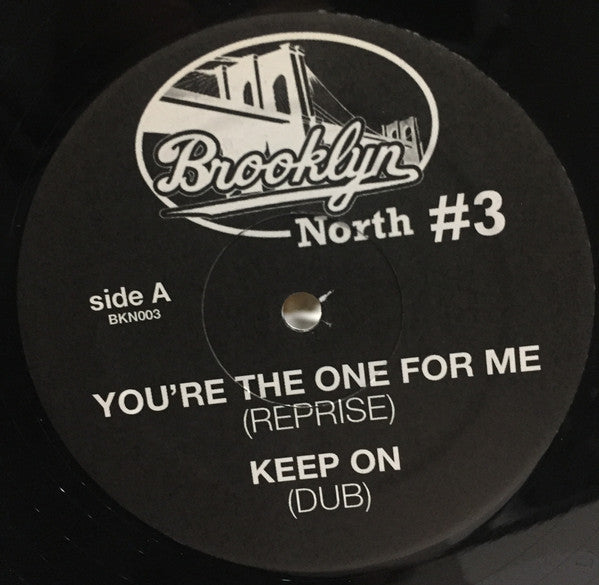 Brooklyn
North #3
side A
BKN003
YOU'RE THE ONE FOR ME
(REPRISE)
KEEP ON
(DUB)